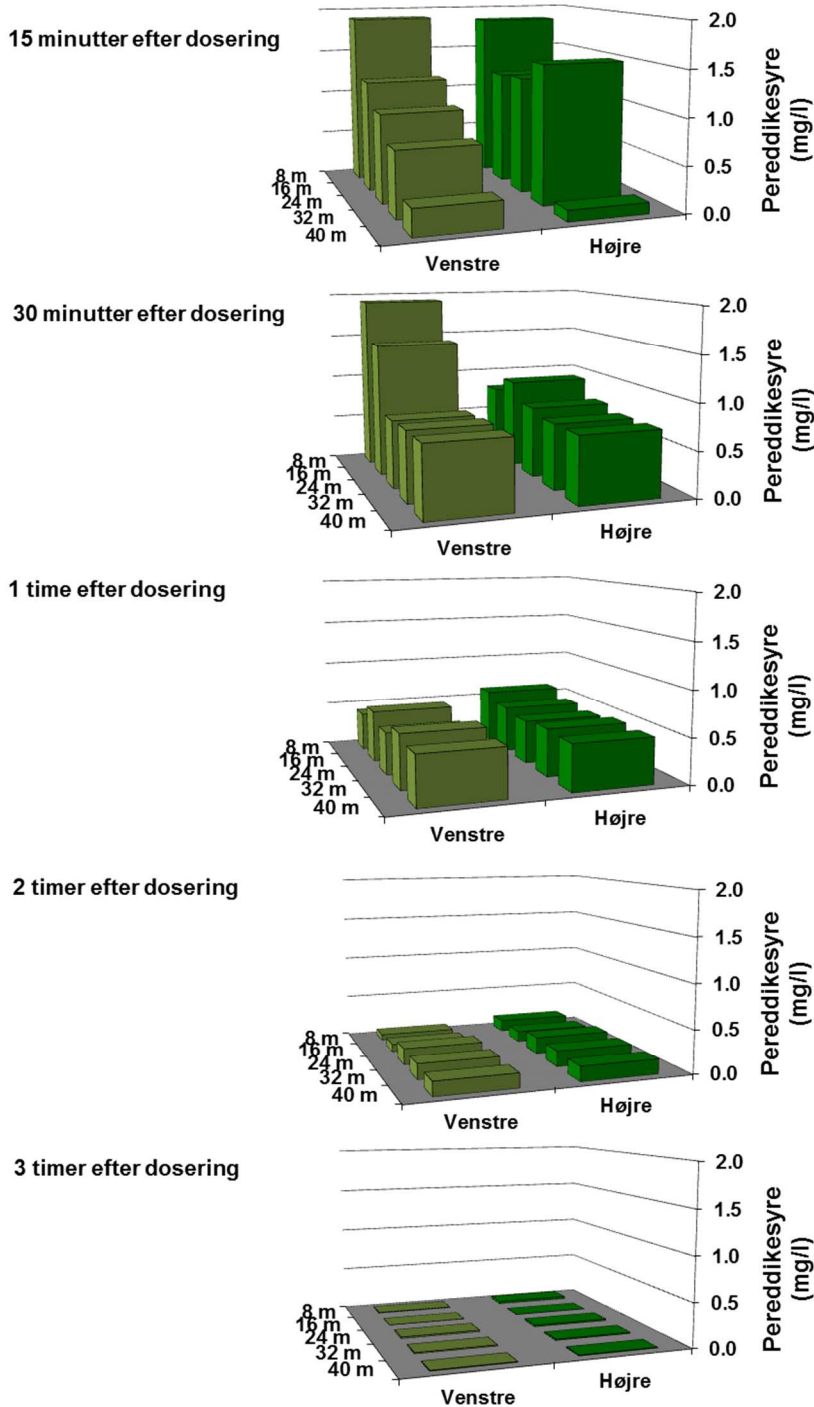 15 minutter efter dosering
2.0
1.5
1.0
0.5
0.0
Pereddikesyre
(mg/l)
8 m
16 m
24 m
32 m
40 m
Venstre
Højre
30 minutter efter dosering
2.0
1.5
1.0
0.5
0.0
Pereddikesyre
(mg/l)
8 m
16 m
24 m
32 m
40 m
Venstre
Højre
1 time efter dosering
2.0
1.5
1.0
0.5
0.0
Pereddikesyre
(mg/l)
8 m
16 m
24 m
32 m
40 m
Venstre
Højre
2 timer efter dosering
2.0
1.5
1.0
0.5
0.0
Pereddikesyre
(mg/l)
8 m
16 m
24 m
32 m
40 m
Venstre
Højre
3 timer efter dosering
2.0
1.5
1.0
0.5
0.0
Pereddikesyre
(mg/l)
8 m
16 m
24 m
32 m
40 m
Venstre
Højre